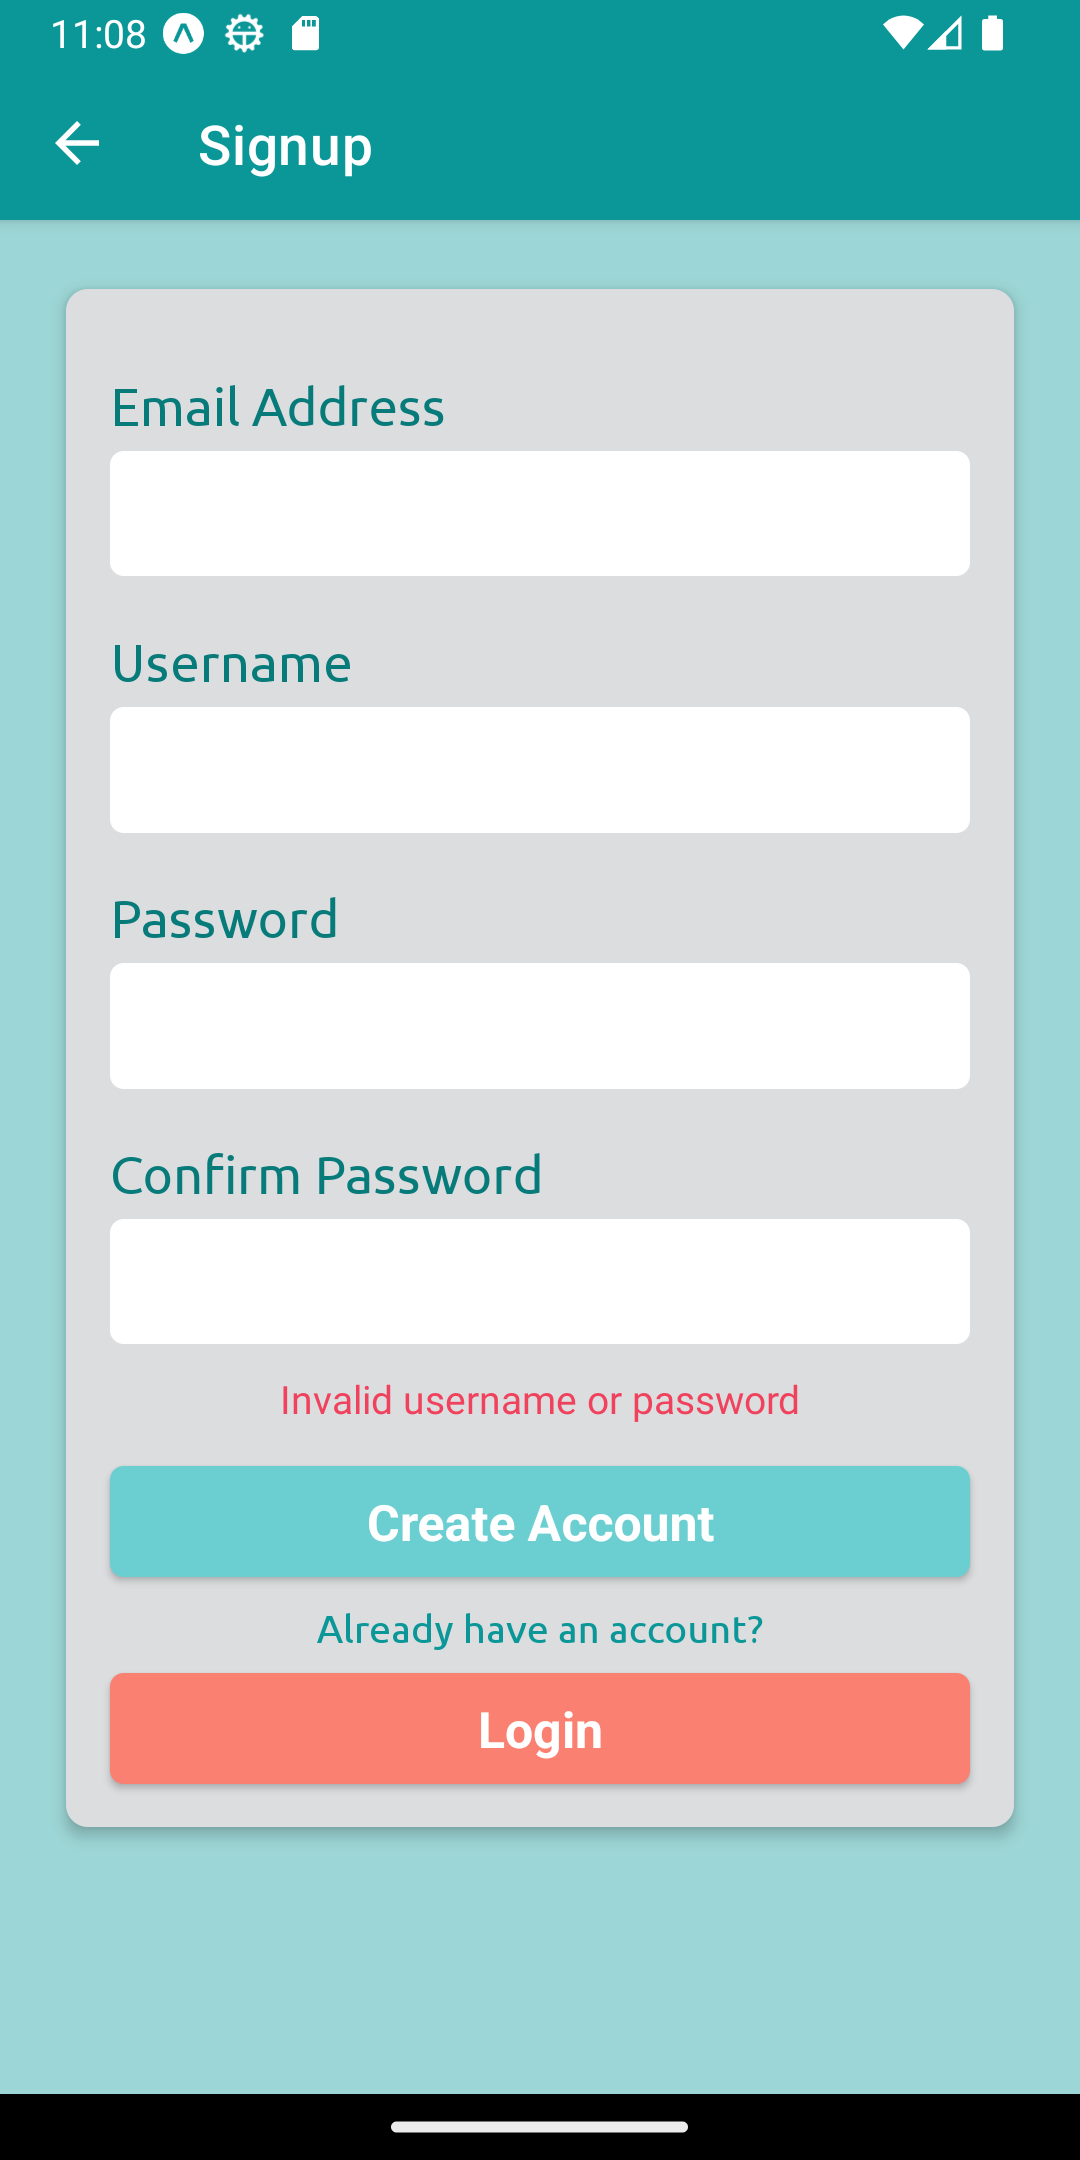 11:08
Signup
Email Address
Username
Password
Confirm Password
Invalid username or password
Create Account
Already have an account?
Login